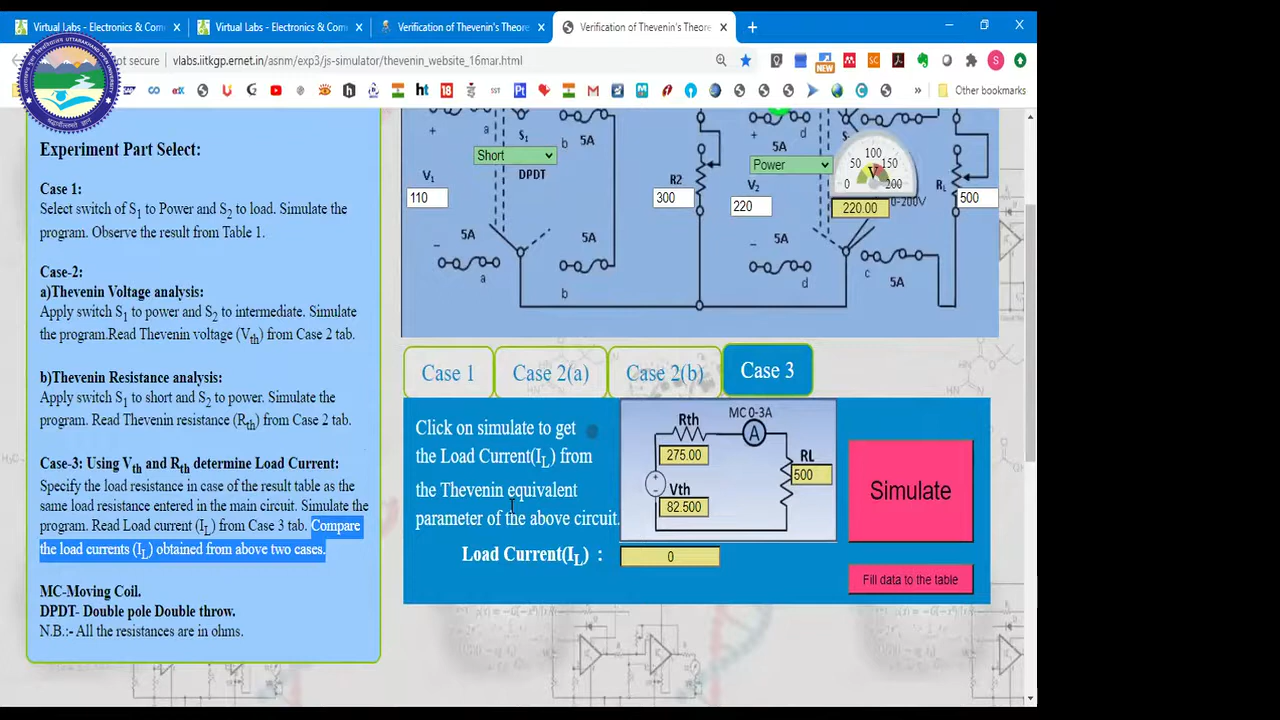 Virtual Labs - Electronics & Com
Virtual Labs - Electronics & Com
Verification of Thevenin's Theore
Verification of Thevenin's Theore
ot secure
vlabs.iitkgp.ernet.in/asnm/exp3/js-simulator/thevenin_website_16mar.html
Other bookmarks
Experiment Part Select:
Case 1:
Select switch of S1 to Power and S2 to load. Simulate the
program. Observe the result from Table 1.
Case-2:
a)Thevenin Voltage analysis:
Apply switch S1 to power and S2 to intermediate. Simulate
the program.Read Thevenin voltage (Vth) from Case 2 tab.
b)Thevenin Resistance analysis:
Apply switch S1 to short and S2 to power. Simulate the
program. Read Thevenin resistance (Rth) from Case 2 tab.
Case-3: Using Vth and Rth determine Load Current:
Specify the load resistance in case of the result table as the
same load resistance entered in the main circuit. Simulate the
program. Read Load current (IL) from Case 3 tab. Compare
the load currents (IL) obtained from above two cases.
MC-Moving Coil.
DPDT- Double pole Double throw.
N.B.:- All the resistances are in ohms.
+ a S1 b 5A
Short
DPDT
V1
110
R2
300
+ d
5A
Power
V2
220
50 100 150
0 V 200
220.00
0-200V
RL
500
5A 5A 5A
− a b − d c 5A
Case 1 Case 2(a) Case 2(b) Case 3
Click on simulate to get
the Load Current(IL) from
the Thevenin equivalent
parameter of the above circuit.
Load Current(IL) :
0
Rth
275.00
MC 0-3A
A
RL
500
Vth
82.500
Simulate
Fill data to the table